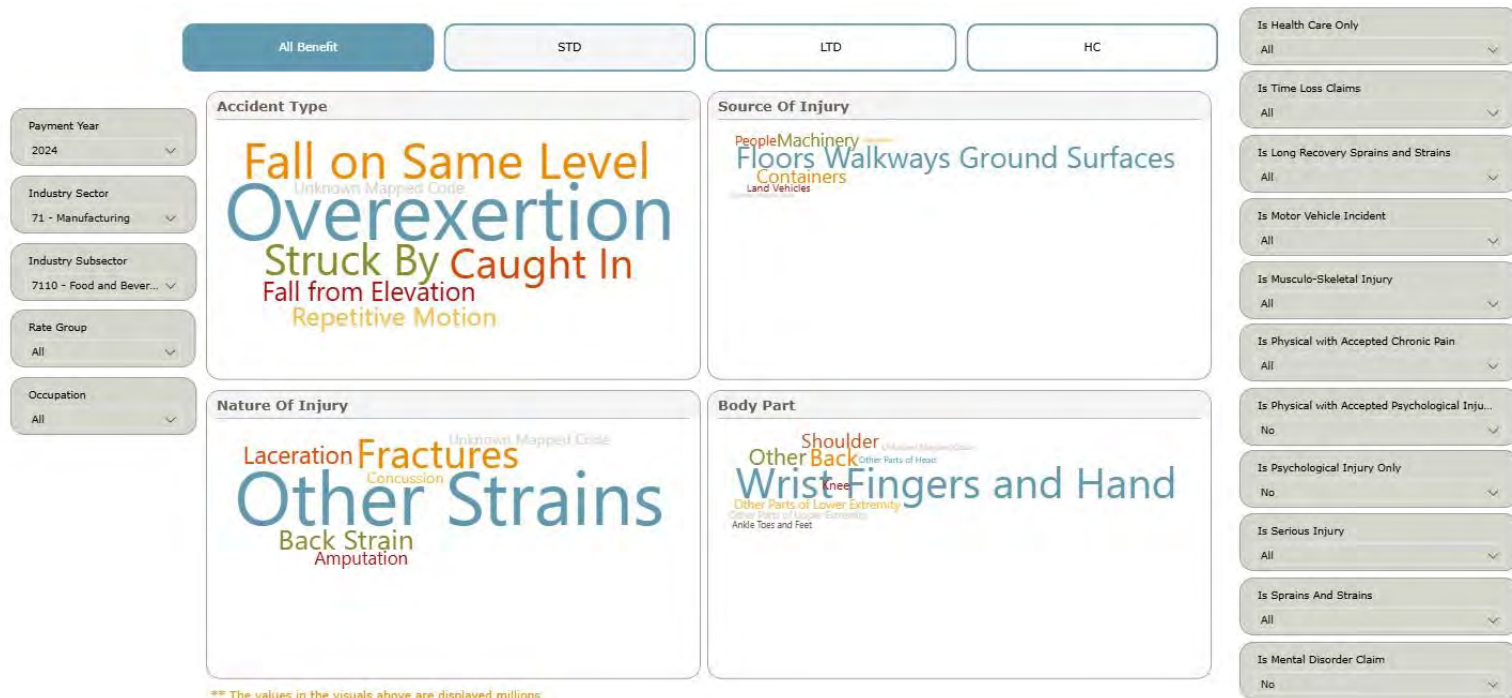 All Benefit
STD
LTD
HC
Payment Year
2024
Industry Sector
71 - Manufacturing
Industry Subsector
7110 - Food and Bever...
Rate Group
All
Occupation
All
Accident Type
Fall on Same Level
Unknown Mapped Code
Overexertion
Struck By
Caught In
Fall from Elevation
Repetitive Motion
Source Of Injury
People
Machinery
Floors Walkways Ground Surfaces
Containers
Land Vehicles
Nature Of Injury
Unknown Mapped Code
Laceration
Fractures
Concussion
Other Strains
Back Strain
Amputation
Body Part
Shoulder
Unknown Mapped Code
Other
Back
Other Parts of Head
Wrist Fingers and Hand
Knee
Other Parts of Lower Extremity
Other Parts of Upper Extremity
Ankle Toes and Feet
** The values in the visuals above are displayed millions
Is Health Care Only
All
Is Time Loss Claims
All
Is Long Recovery Sprains and Strains
All
Is Motor Vehicle Incident
All
Is Musculo-Skeletal Injury
All
Is Physical with Accepted Chronic Pain
All
Is Physical with Accepted Psychological Inju...
No
Is Psychological Injury Only
No
Is Serious Injury
All
Is Sprains And Strains
All
Is Mental Disorder Claim
No